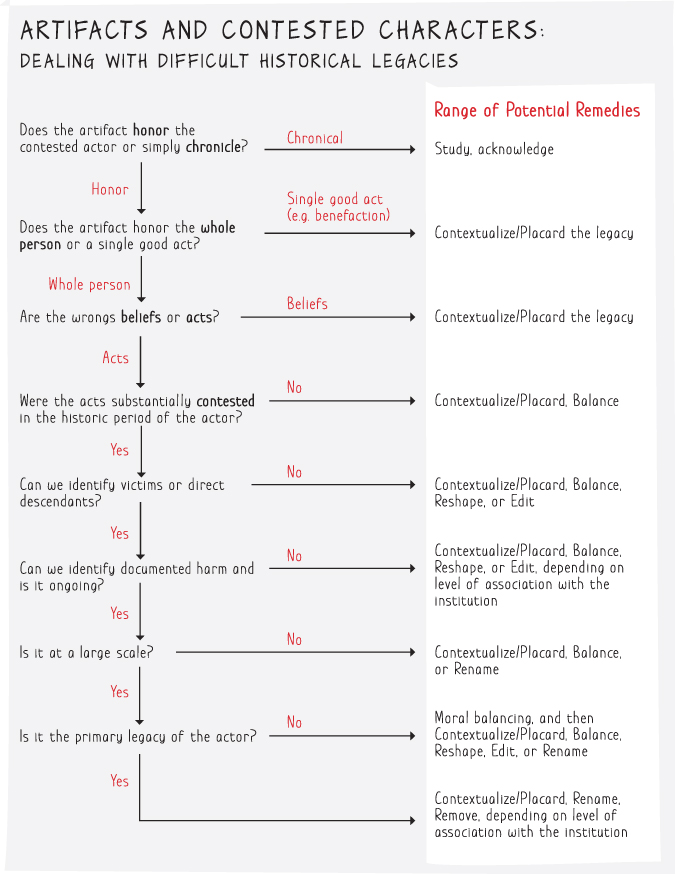 ARTIFACTS AND CONTESTED CHARACTERS:
DEALING WITH DIFFICULT HISTORICAL LEGACIES
Range of Potential Remedies
Does the artifact honor the
contested actor or simply chronicle?
Chronical
Study, acknowledge
Honor
Does the artifact honor the whole
person or a single good act?
Single good act
(e.g. benefaction)
Contextualize/Placard the legacy
Whole person
Are the wrongs beliefs or acts?
Beliefs
Contextualize/Placard the legacy
Acts
Were the acts substantially contested
in the historic period of the actor?
No
Contextualize/Placard, Balance
Yes
Can we identify victims or direct
descendants?
No
Contextualize/Placard, Balance,
Reshape, or Edit
Yes
Can we identify documented harm and
is it ongoing?
No
Contextualize/Placard, Balance,
Reshape, or Edit, depending on
level of association with the
institution
Yes
Is it at a large scale?
No
Contextualize/Placard, Balance,
or Rename
Yes
Is it the primary legacy of the actor?
No
Moral balancing, and then
Contextualize/Placard, Balance,
Reshape, Edit, or Rename
Yes
Contextualize/Placard, Rename,
Remove, depending on level of
association with the institution